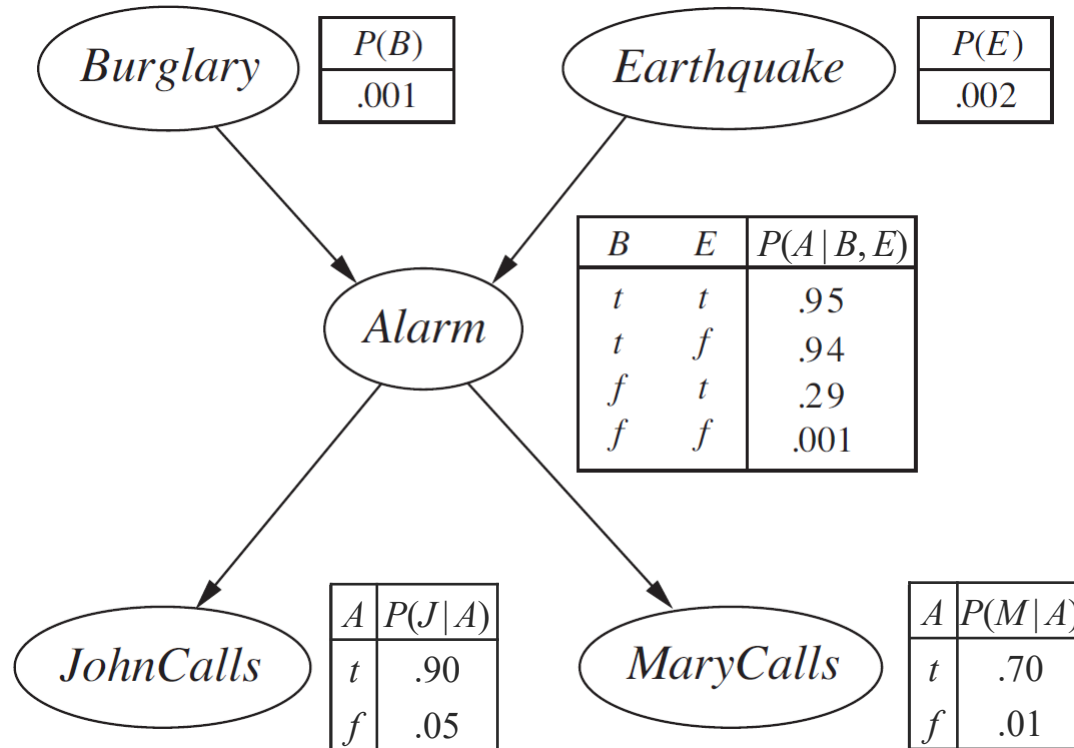 Burglary
P(B)
.001
Earthquake
P(E)
.002
B E P(A|B,E)
t t .95
t f .94
f t .29
f f .001
Alarm
JohnCalls
A P(J|A)
t .90
f .05
MaryCalls
A P(M|A)
t .70
f .01